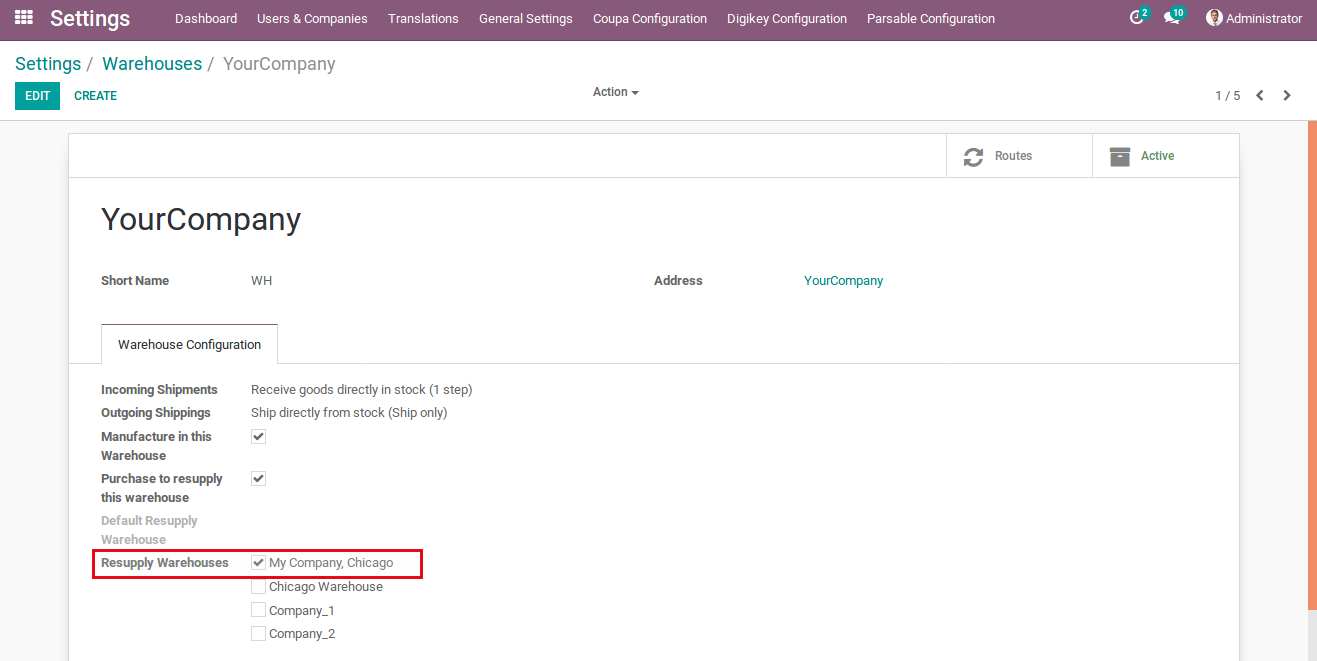 Settings Dashboard Users & Companies Translations General Settings Coupa Configuration Digikey Configuration Parsable Configuration 2 10 Administrator
Settings / Warehouses / YourCompany
EDIT CREATE Action 1 / 5
Routes Active
YourCompany
Short Name WH Address YourCompany
Warehouse Configuration
Incoming Shipments Receive goods directly in stock (1 step)
Outgoing Shippings Ship directly from stock (Ship only)
Manufacture in this
Warehouse
Purchase to resupply
this warehouse
Default Resupply
Warehouse
Resupply Warehouses My Company, Chicago
Chicago Warehouse
Company_1
Company_2